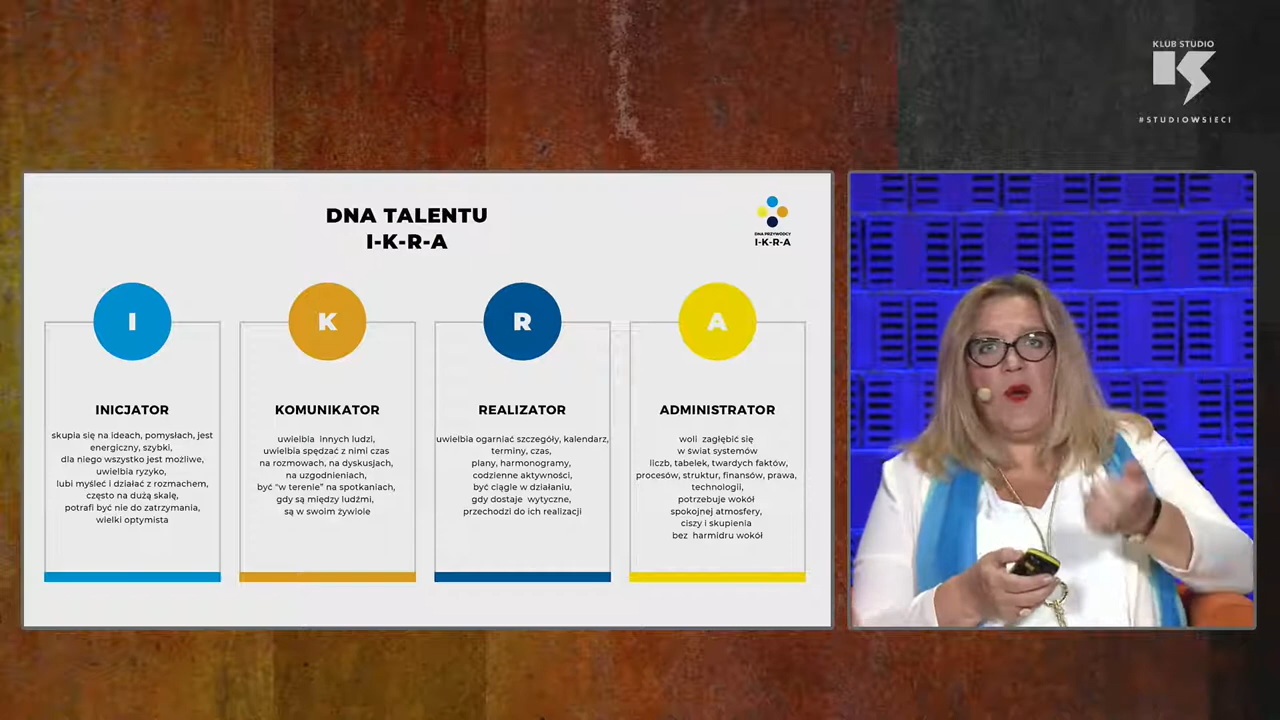 KLUB STUDIO
KS
#STUDIOWSIECI
DNA TALENTU
I-K-R-A
DNA PRZYWÓDCY
I-K-R-A
I
INICJATOR
skupia się na ideach, pomysłach, jest
energiczny, szybki,
dla niego wszystko jest możliwe,
uwielbia ryzyko,
lubi myśleć i działać z rozmachem,
często na dużą skalę,
potrafi być nie do zatrzymania,
wielki optymista
K
KOMUNIKATOR
uwielbia innych ludzi,
uwielbia spędzać z nimi czas
na rozmowach, na dyskusjach,
na uzgodnieniach,
być "w terenie" na spotkaniach,
gdy są między ludźmi,
są w swoim żywiole
R
REALIZATOR
uwielbia ogarniać szczegóły, kalendarz,
terminy, czas,
plany, harmonogramy,
codzienne aktywności,
być ciągle w działaniu,
gdy dostaje wytyczne,
przechodzi do ich realizacji
A
ADMINISTRATOR
woli zagłębić się
w świat systemów
liczb, tabelek, twardych faktów,
procesów, struktur, finansów, prawa,
technologii,
potrzebuje wokół
spokojnej atmosfery,
ciszy i skupienia
bez harmidru wokół